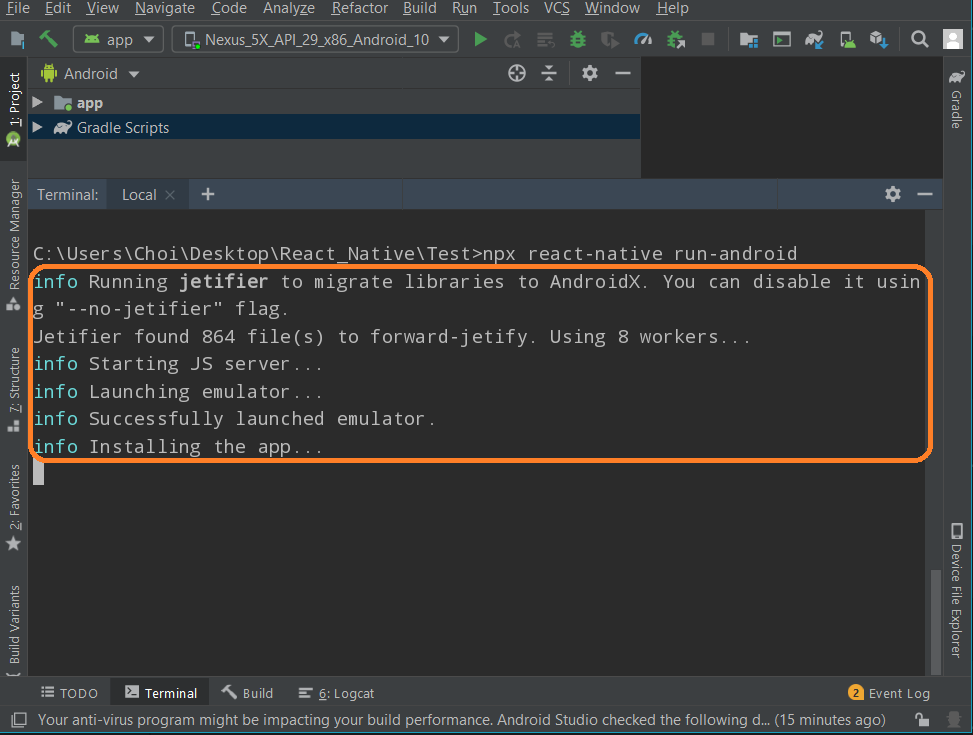 File Edit View Navigate Code Analyze Refactor Build Run Tools VCS Window Help
app Nexus_5X_API_29_x86_Android_10
1: Project
Android
app
Gradle Scripts
Gradle
Terminal: Local × +
Resource Manager
C:\Users\Choi\Desktop\React_Native\Test>npx react-native run-android
info Running jetifier to migrate libraries to AndroidX. You can disable it usin
g "--no-jetifier" flag.
Jetifier found 864 file(s) to forward-jetify. Using 8 workers...
info Starting JS server...
info Launching emulator...
info Successfully launched emulator.
info Installing the app...
7: Structure
2: Favorites
Build Variants
Device File Explorer
TODO Terminal Build 6: Logcat 2 Event Log
Your anti-virus program might be impacting your build performance. Android Studio checked the following d... (15 minutes ago)